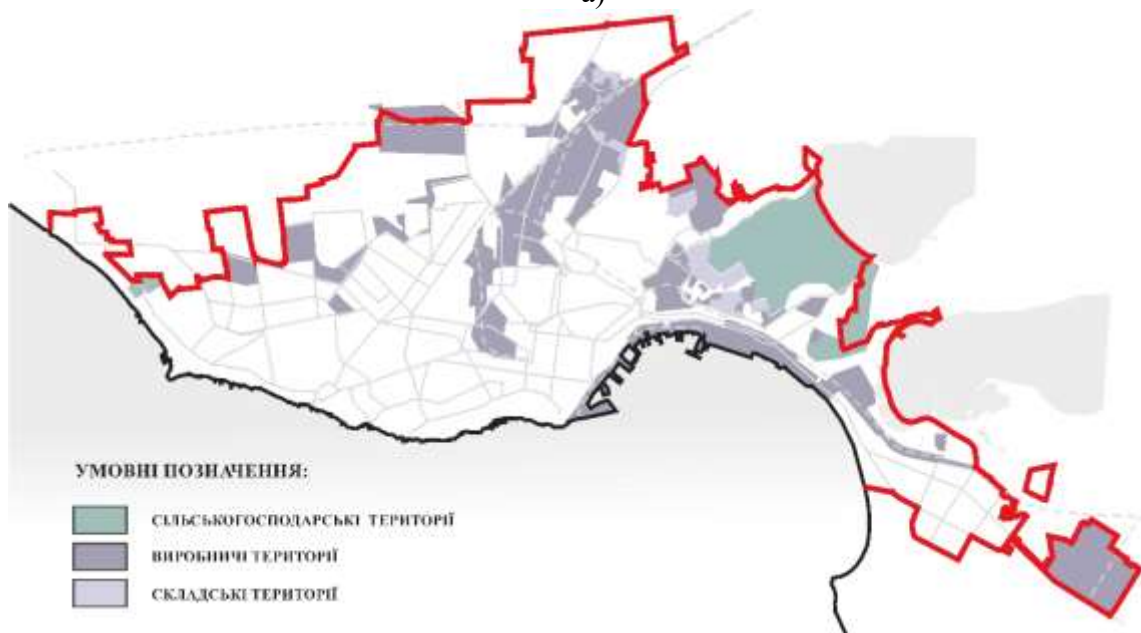 а)
УМОВНІ ПОЗНАЧЕННЯ:
СІЛЬСЬКОГОСПОДАРСЬКІ ТЕРИТОРІЇ
ВИРОБНИЧІ ТЕРИТОРІЇ
СКЛАДСЬКІ ТЕРИТОРІЇ